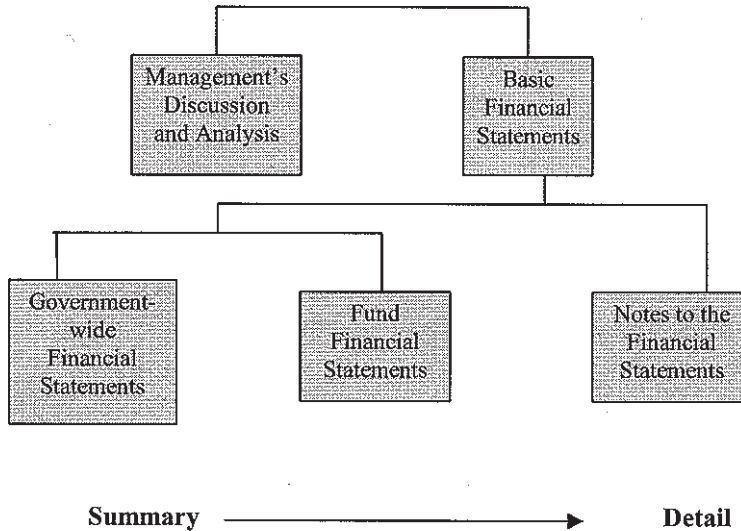 Management's
Discussion
and Analysis
Basic
Financial
Statements
Government-
wide
Financial
Statements
Fund
Financial
Statements
Notes to the
Financial
Statements
Summary
Detail